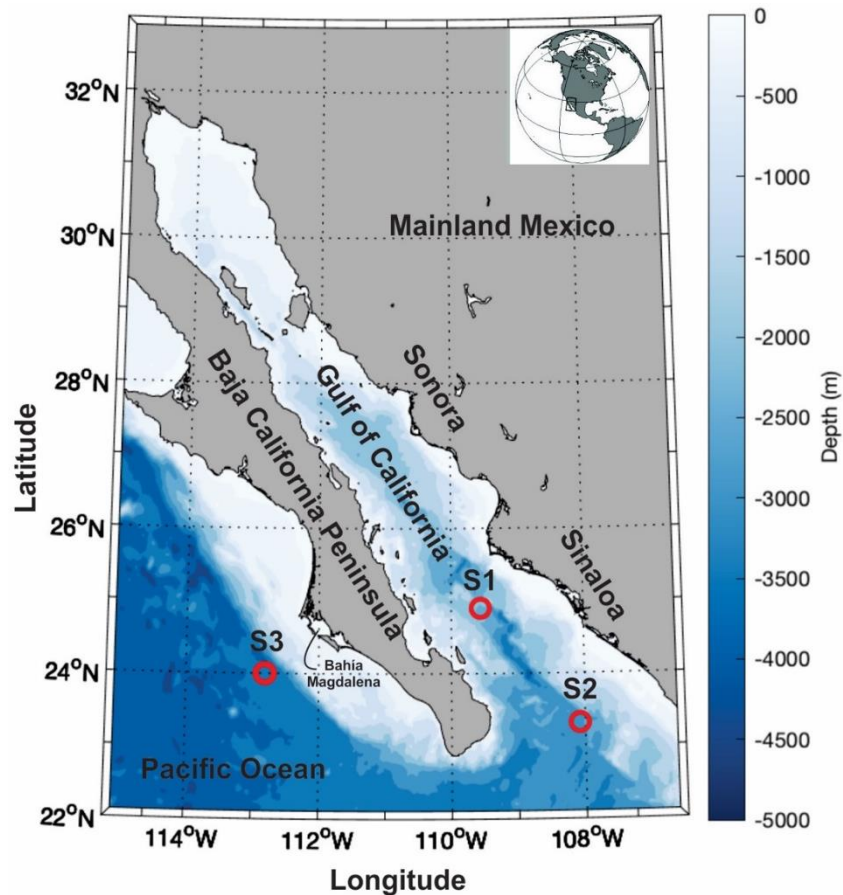 32°N
30°N
28°N
26°N
24°N
22°N
Latitude
114°W
112°W
110°W
108°W
Longitude
Mainland Mexico
Sonora
Gulf of California
Baja California Peninsula
Sinaloa
S1
S2
S3
Bahia
Magdalena
Pacific Ocean
0
-500
-1000
-1500
-2000
-2500
-3000
-3500
-4000
-4500
-5000
Depth (m)